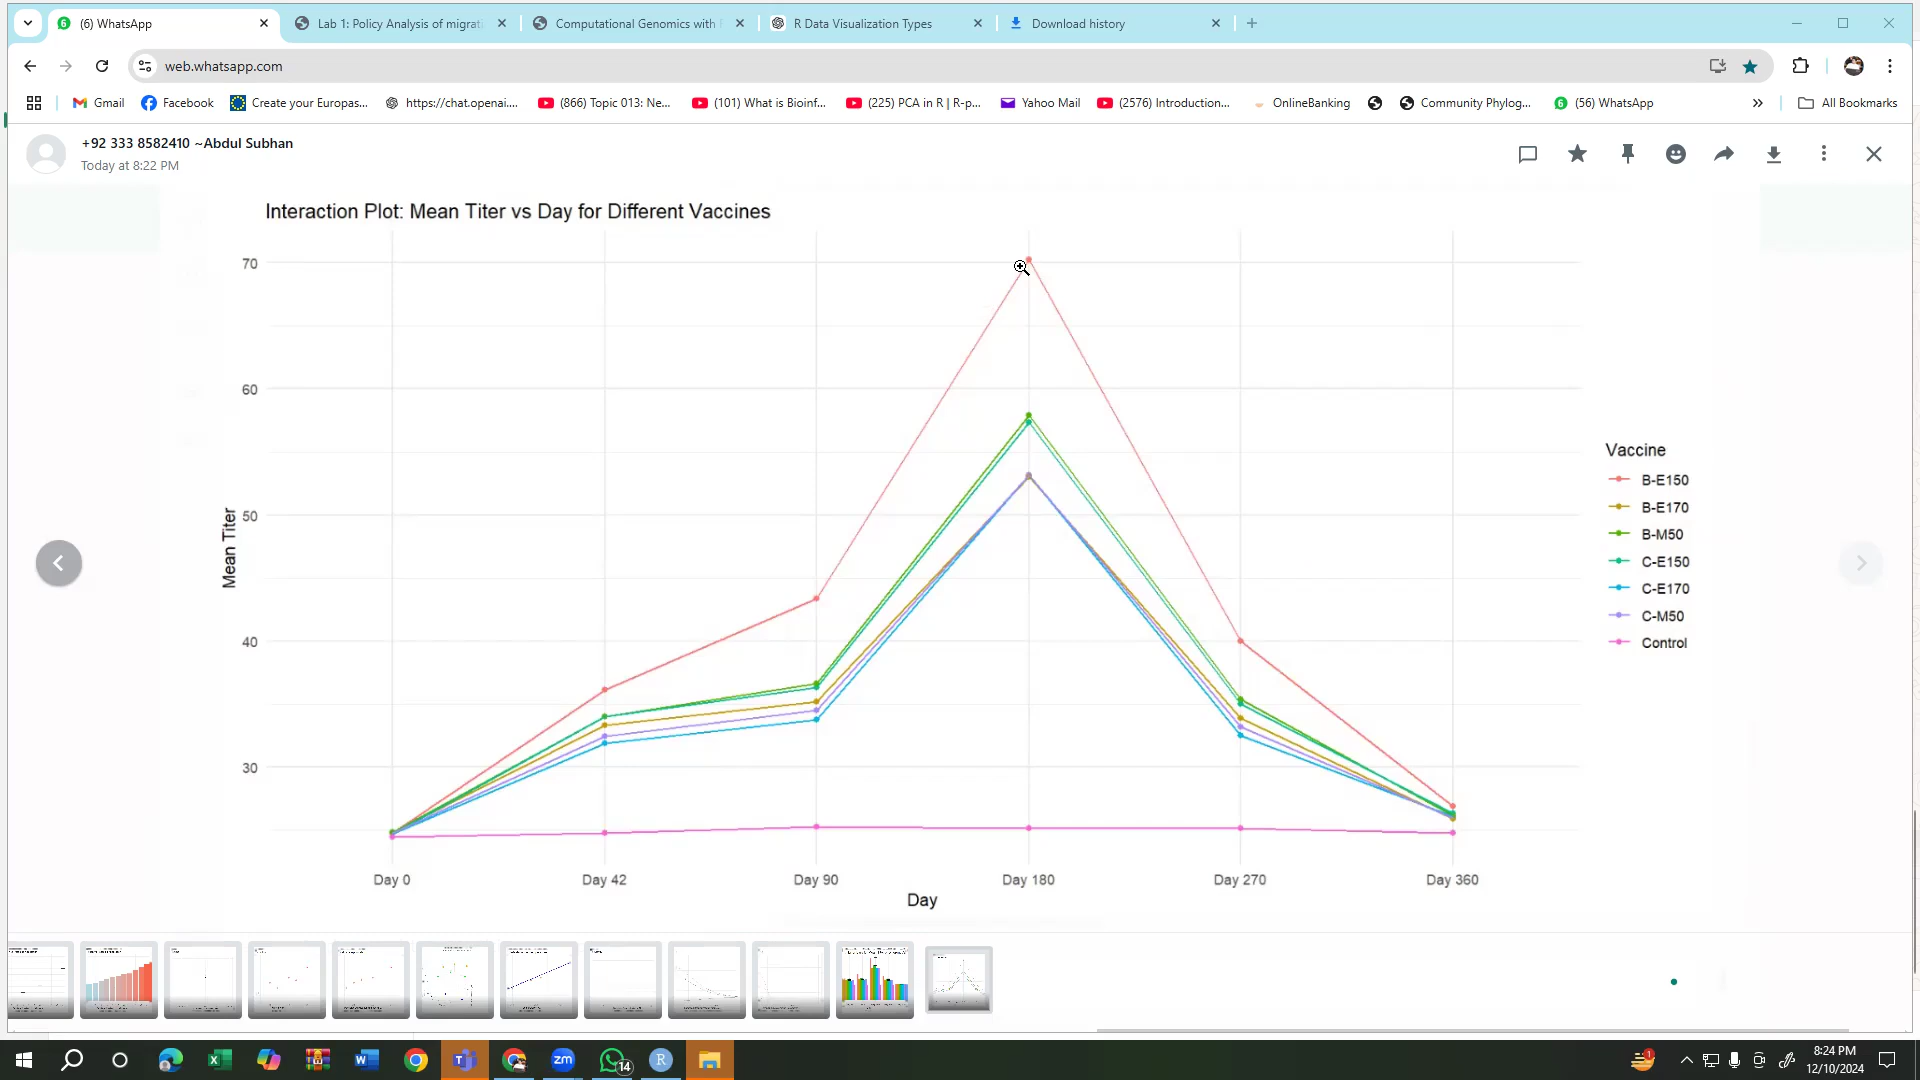 (6) WhatsApp
Lab 1: Policy Analysis of migrati
Computational Genomics with
R Data Visualization Types
Download history
web.whatsapp.com
Gmail
Facebook
Create your Europas...
https://chat.openai....
(866) Topic 013: Ne...
(101) What is Bioinf...
(225) PCA in R | R-p...
Yahoo Mail
(2576) Introduction...
OnlineBanking
Community Phylog...
(56) WhatsApp
All Bookmarks
+92 333 8582410 ~Abdul Subhan
Today at 8:22 PM
Interaction Plot: Mean Titer vs Day for Different Vaccines
70
60
50
40
30
Mean Titer
Day 0
Day 42
Day 90
Day 180
Day 270
Day 360
Day
Vaccine
B-E150
B-E170
B-M50
C-E150
C-E170
C-M50
Control
zm
14
R
1
8:24 PM
12/10/2024